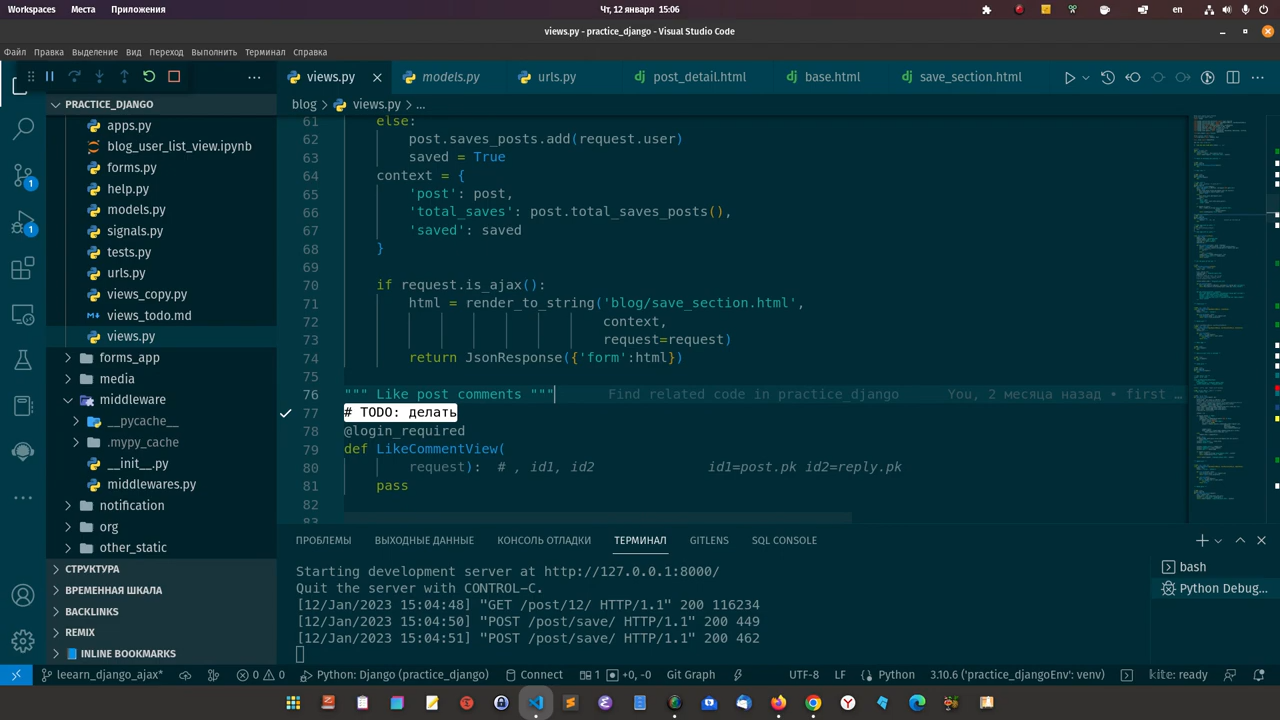 Workspaces Места Приложения Чт, 12 января 15:06 en
views.py - practice_django - Visual Studio Code
Файл Правка Выделение Вид Переход Выполнить Терминал Справка
views.py models.py urls.py post_detail.html base.html save_section.html
PRACTICE_DJANGO
blog views.py ...
apps.py
blog_user_list_view.ipynb
forms.py
help.py
models.py
signals.py
tests.py
urls.py
views_copy.py
views_todo.md
views.py
forms_app
media
middleware
__pycache__
.mypy_cache
__init__.py
middlewares.py
notification
org
other_static
СТРУКТУРА
ВРЕМЕННАЯ ШКАЛА
BACKLINKS
REMIX
INLINE BOOKMARKS
1
1
61 else:
62 post.saves_posts.add(request.user)
63 saved = True
64 context = {
65 'post': post,
66 'total_saves': post.total_saves_posts(),
67 'saved': saved
68 }
69
70 if request.is_ajax():
71 html = render_to_string('blog/save_section.html',
72 context,
73 request=request)
74 return JsonResponse({'form':html})
75
76 """ Like post comments """ Find related code in practice_django You, 2 месяца назад • first ...
77 # TODO: делать
78 @login_required
79 def LikeCommentView(
80 request): # id1, id2 id1=post.pk id2=reply.pk
81 pass
82
83
ПРОБЛЕМЫ ВЫХОДНЫЕ ДАННЫЕ КОНСОЛЬ ОТЛАДКИ ТЕРМИНАЛ GITLENS SQL CONSOLE
Starting development server at http://127.0.0.1:8000/
Quit the server with CONTROL-C.
[12/Jan/2023 15:04:48] "GET /post/12/ HTTP/1.1" 200 116234
[12/Jan/2023 15:04:50] "POST /post/save/ HTTP/1.1" 200 449
[12/Jan/2023 15:04:51] "POST /post/save/ HTTP/1.1" 200 462
bash
Python Debug...
leearn_django_ajax* 0 0 Python: Django (practice_django) Connect 1 +0, -0 Git Graph UTF-8 LF Python 3.10.6 ('practice_djangoEnv': venv) kite: ready